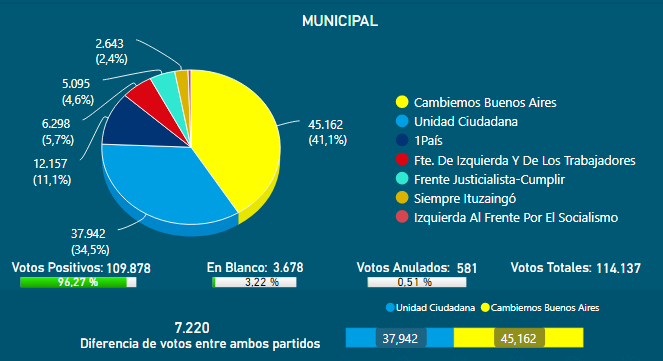 MUNICIPAL
2.643
(2,4%)
5.095
(4,6%)
6.298
(5,7%)
12.157
(11,1%)
37.942
(34,5%)
45.162
(41,1%)
Cambiemos Buenos Aires
Unidad Ciudadana
1País
Fte. De Izquierda Y De Los Trabajadores
Frente Justicialista-Cumplir
Siempre Ituzaingó
Izquierda Al Frente Por El Socialismo
Votos Positivos: 109.878
96,27 %
En Blanco: 3.678
3,22 %
Votos Anulados: 581
0,51 %
Votos Totales: 114.137
Unidad Ciudadana Cambiemos Buenos Aires
7.220
Diferencia de votos entre ambos partidos
37,942 45,162